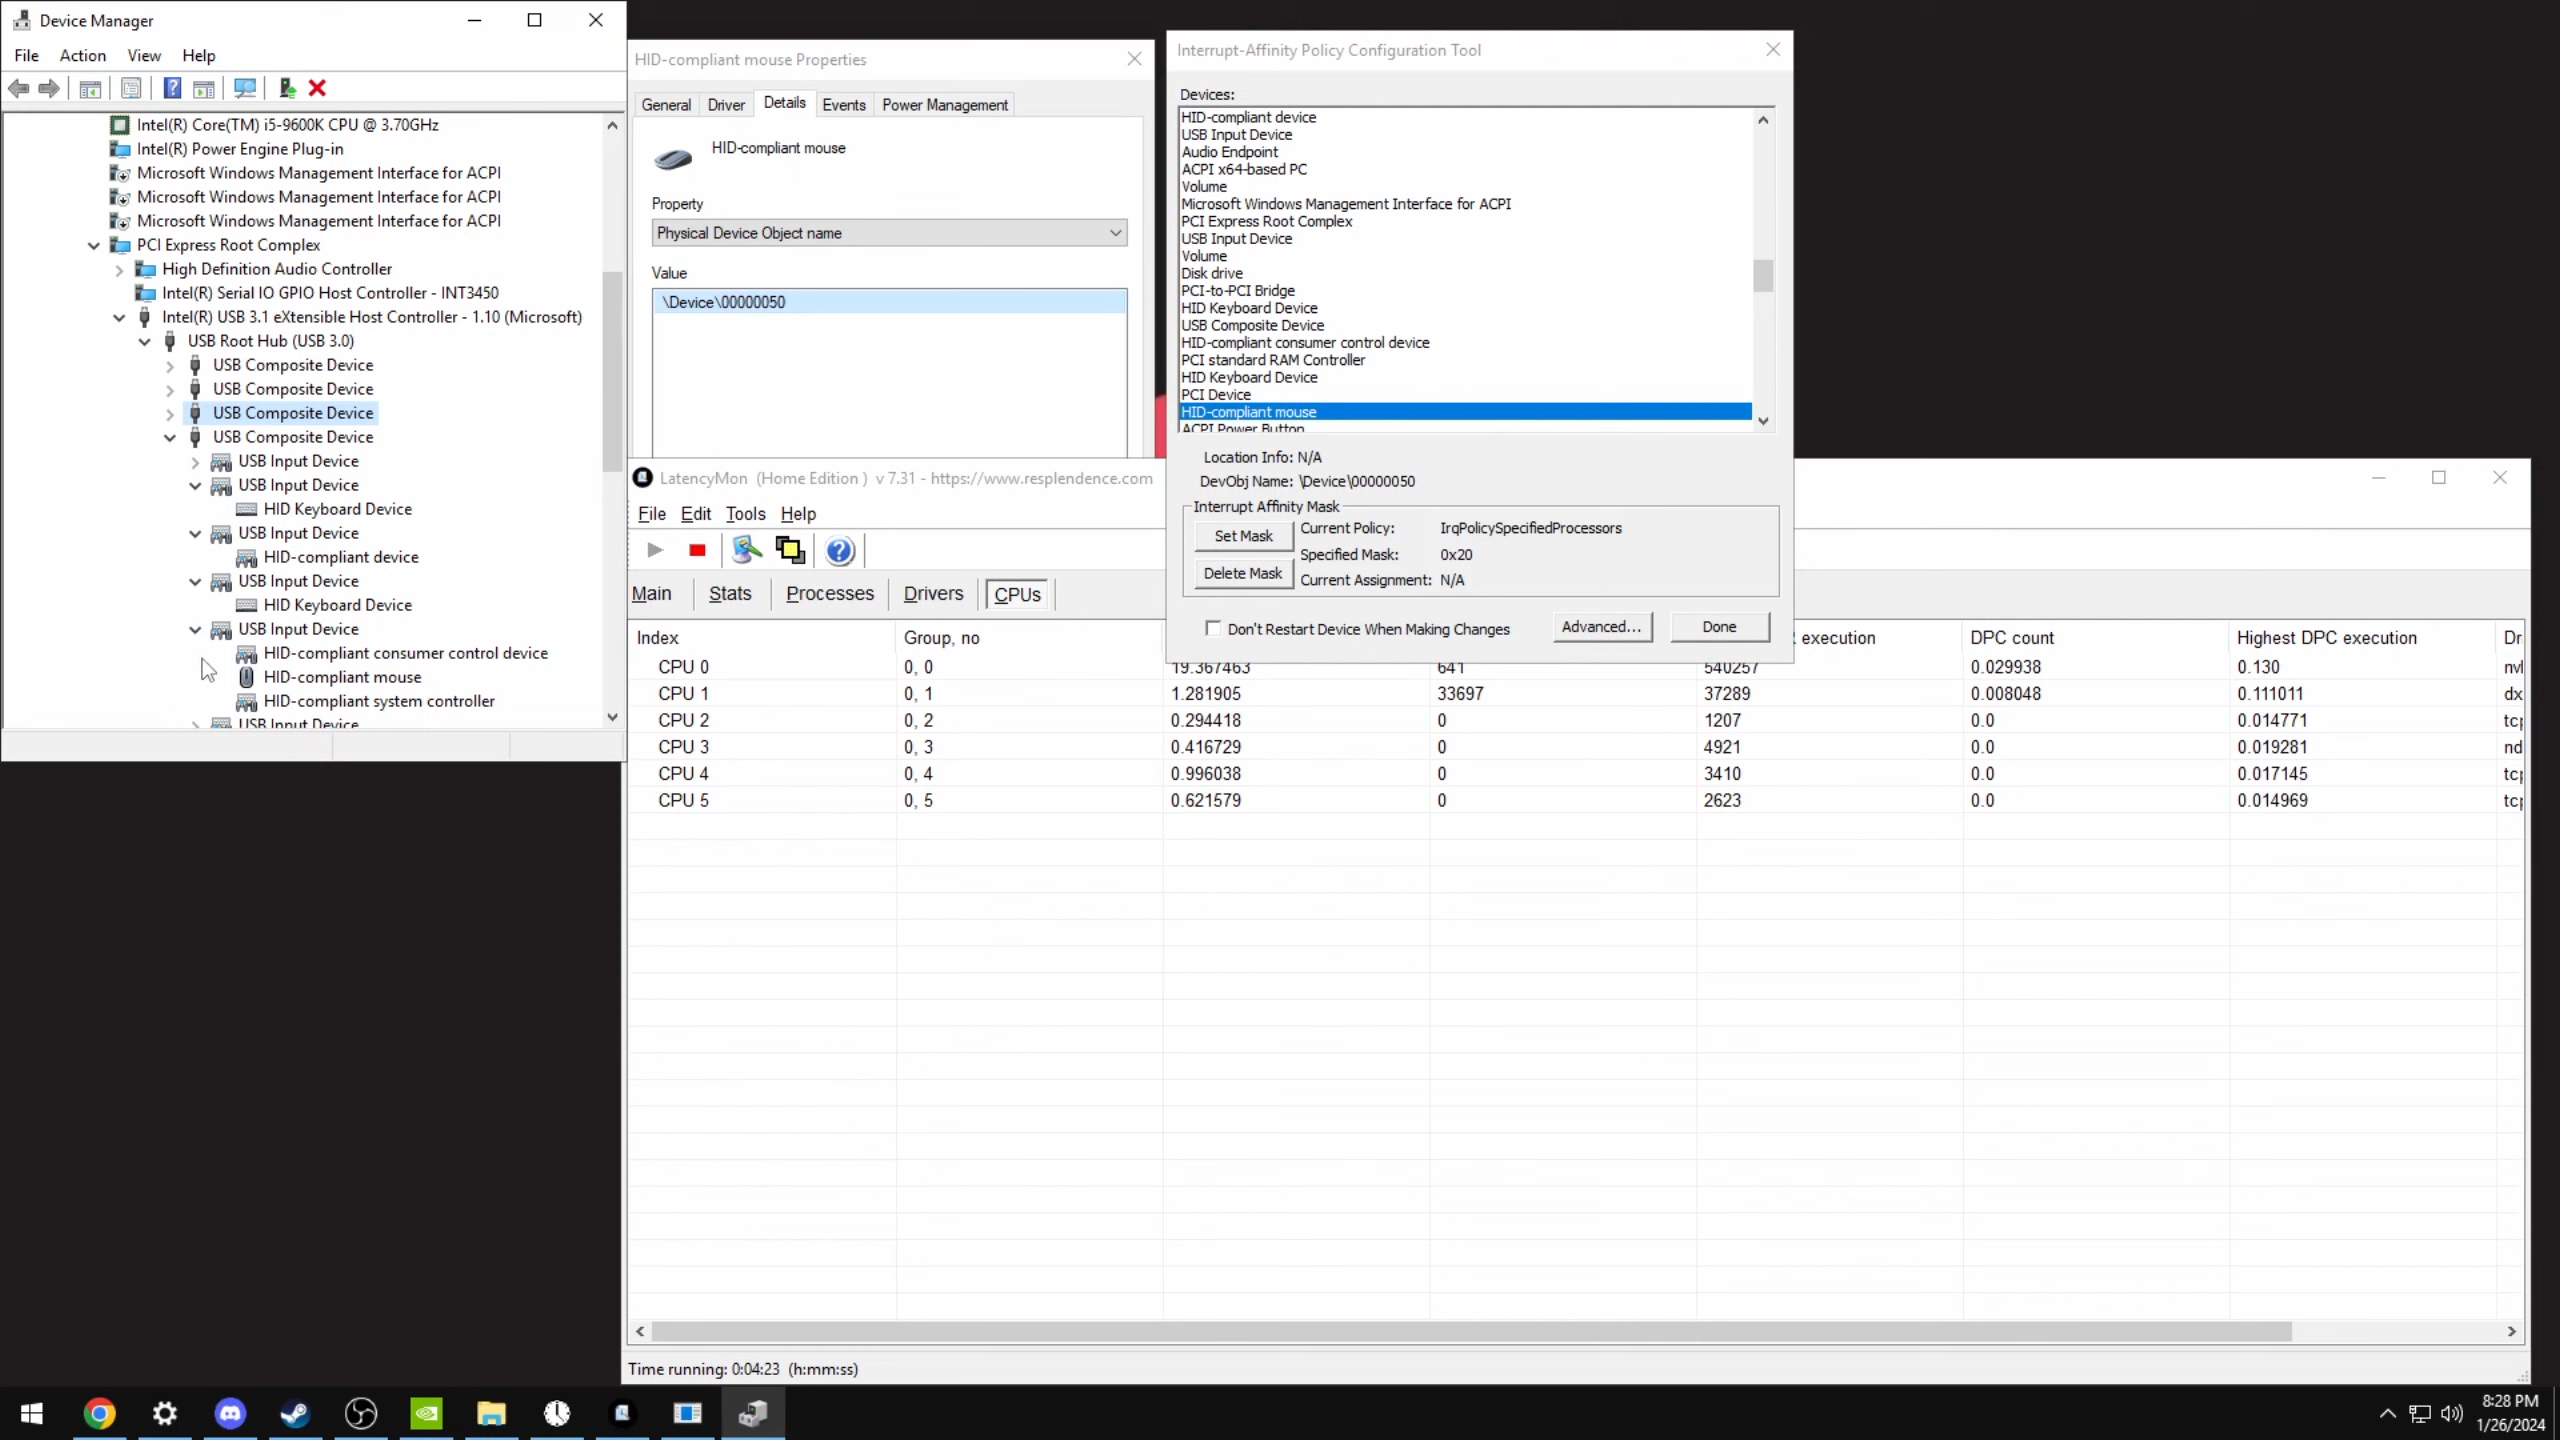 Device Manager
File Action View Help
Intel(R) Core(TM) i5-9600K CPU @ 3.70GHz
Intel(R) Power Engine Plug-in
Microsoft Windows Management Interface for ACPI
Microsoft Windows Management Interface for ACPI
Microsoft Windows Management Interface for ACPI
PCI Express Root Complex
High Definition Audio Controller
Intel(R) Serial IO GPIO Host Controller - INT3450
Intel(R) USB 3.1 eXtensible Host Controller - 1.10 (Microsoft)
USB Root Hub (USB 3.0)
USB Composite Device
USB Composite Device
USB Composite Device
USB Composite Device
USB Input Device
USB Input Device
HID Keyboard Device
USB Input Device
HID-compliant device
USB Input Device
HID Keyboard Device
USB Input Device
HID-compliant consumer control device
HID-compliant mouse
HID-compliant system controller
USB Input Device
HID-compliant mouse Properties
General Driver Details Events Power Management
HID-compliant mouse
Property
Physical Device Object name
Value
\Device\00000050
Interrupt-Affinity Policy Configuration Tool
Devices:
HID-compliant device
USB Input Device
Audio Endpoint
ACPI x64-based PC
Volume
Microsoft Windows Management Interface for ACPI
PCI Express Root Complex
USB Input Device
Volume
Disk drive
PCI-to-PCI Bridge
HID Keyboard Device
USB Composite Device
HID-compliant consumer control device
PCI standard RAM Controller
HID Keyboard Device
PCI Device
HID-compliant mouse
ACPI Power Button
Location Info: N/A
DevObj Name: \Device\00000050
Interrupt Affinity Mask
Set Mask Current Policy: IrqPolicySpecifiedProcessors
Specified Mask: 0x20
Delete Mask Current Assignment: N/A
Don't Restart Device When Making Changes Advanced... Done
LatencyMon (Home Edition ) v 7.31 - https://www.resplendence.com
File Edit Tools Help
Main Stats Processes Drivers CPUs
Index Group, no execution DPC count Highest DPC execution Dr
CPU 0 0, 0 19.367463 641 540257 0.029938 0.130
CPU 1 0, 1 1.281905 33697 37289 0.008048 0.111011 dx
CPU 2 0, 2 0.294418 0 1207 0.0 0.014771 tcp
CPU 3 0, 3 0.416729 0 4921 0.0 0.019281 nd
CPU 4 0, 4 0.996038 0 3410 0.0 0.017145 tcp
CPU 5 0, 5 0.621579 0 2623 0.0 0.014969 tcp
Time running: 0:04:23 (h:mm:ss)
8:28 PM
1/26/2024